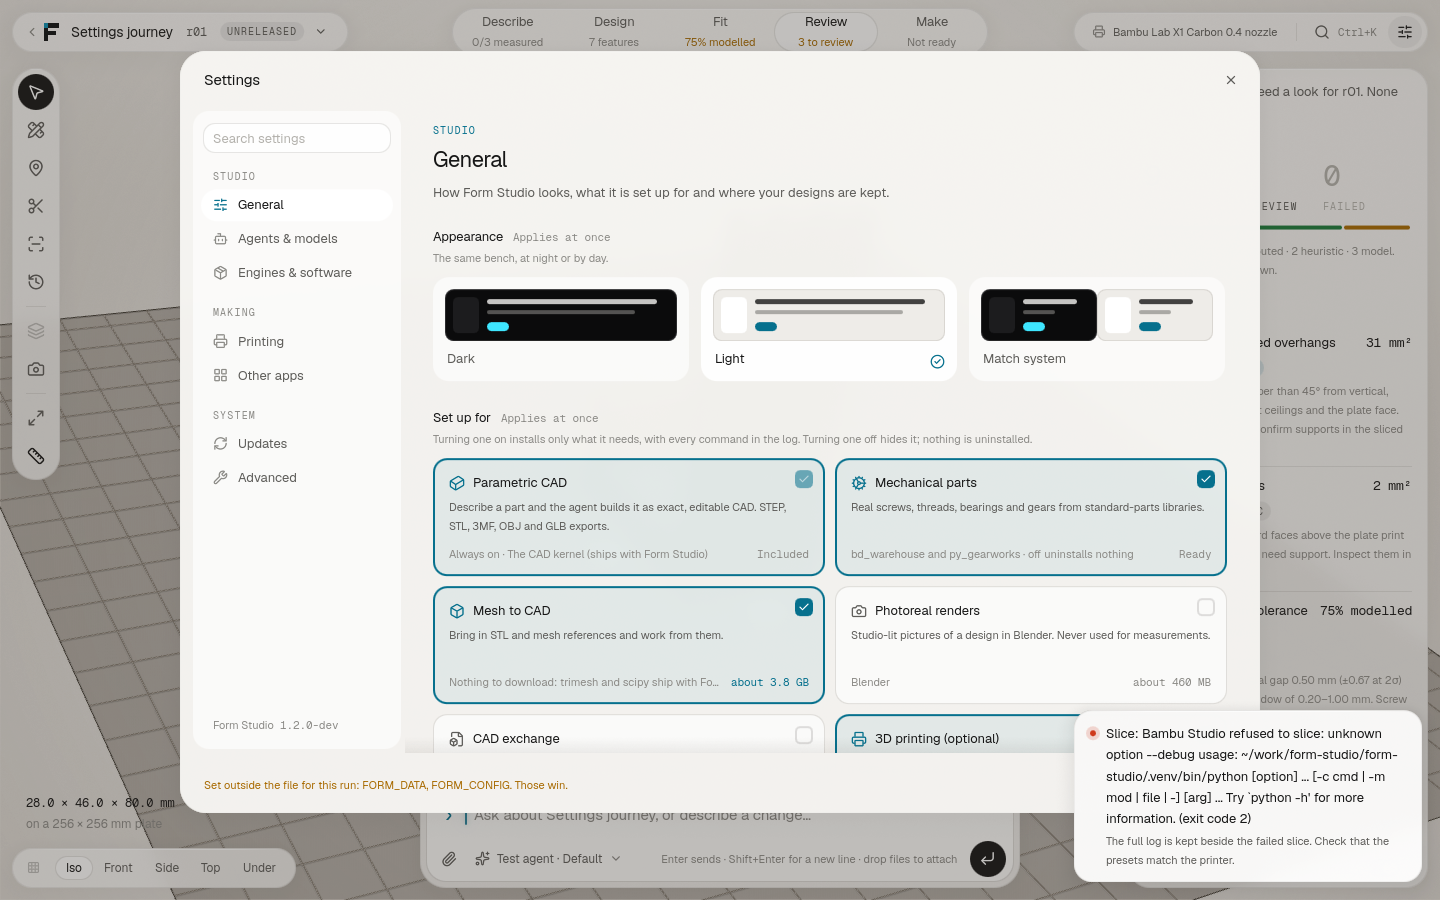 Settings journey r01 UNRELEASED
Describe
0/3 measured
Design
7 features
Fit
75% modelled
Review
3 to review
Make
Not ready
Bambu Lab X1 Carbon 0.4 nozzle
Ctrl+K
Settings
Search settings
STUDIO
General
Agents & models
Engines & software
MAKING
Printing
Other apps
SYSTEM
Updates
Advanced
Form Studio 1.2.0-dev
STUDIO
General
How Form Studio looks, what it is set up for and where your designs are kept.
Appearance Applies at once
The same bench, at night or by day.
Dark
Light
Match system
Set up for Applies at once
Turning one on installs only what it needs, with every command in the log. Turning one off hides it; nothing is uninstalled.
Parametric CAD
Describe a part and the agent builds it as exact, editable CAD. STEP,
STL, 3MF, OBJ and GLB exports.
Always on · The CAD kernel (ships with Form Studio) Included
Mechanical parts
Real screws, threads, bearings and gears from standard-parts libraries.
bd_warehouse and py_gearworks · off uninstalls nothing Ready
Mesh to CAD
Bring in STL and mesh references and work from them.
Nothing to download: trimesh and scipy ship with Fo... about 3.8 GB
Photoreal renders
Studio-lit pictures of a design in Blender. Never used for measurements.
Blender about 460 MB
CAD exchange
3D printing (optional)
Set outside the file for this run: FORM_DATA, FORM_CONFIG. Those win.
eed a look for r01. None
0
EVIEW FAILED
uted · 2 heuristic · 3 model.
wn.
ed overhangs 31 mm²
per than 45° from vertical,
t ceilings and the plate face.
onfirm supports in the sliced
s 2 mm²
rd faces above the plate print
need support. Inspect them in
olerance 75% modelled
al gap 0.50 mm (±0.67 at 2σ)
dow of 0.20–1.00 mm. Screw
Slice: Bambu Studio refused to slice: unknown
option --debug usage: ~/work/form-studio/form-
studio/.venv/bin/python [option] ... [-c cmd | -m
mod | file | -] [arg] ... Try `python -h' for more
information. (exit code 2)
The full log is kept beside the failed slice. Check that the
presets match the printer.
28.0 × 46.0 × 80.0 mm
on a 256 × 256 mm plate
Iso Front Side Top Under
Ask about Settings journey, or describe a change...
Test agent · Default
Enter sends · Shift+Enter for a new line · drop files to attach